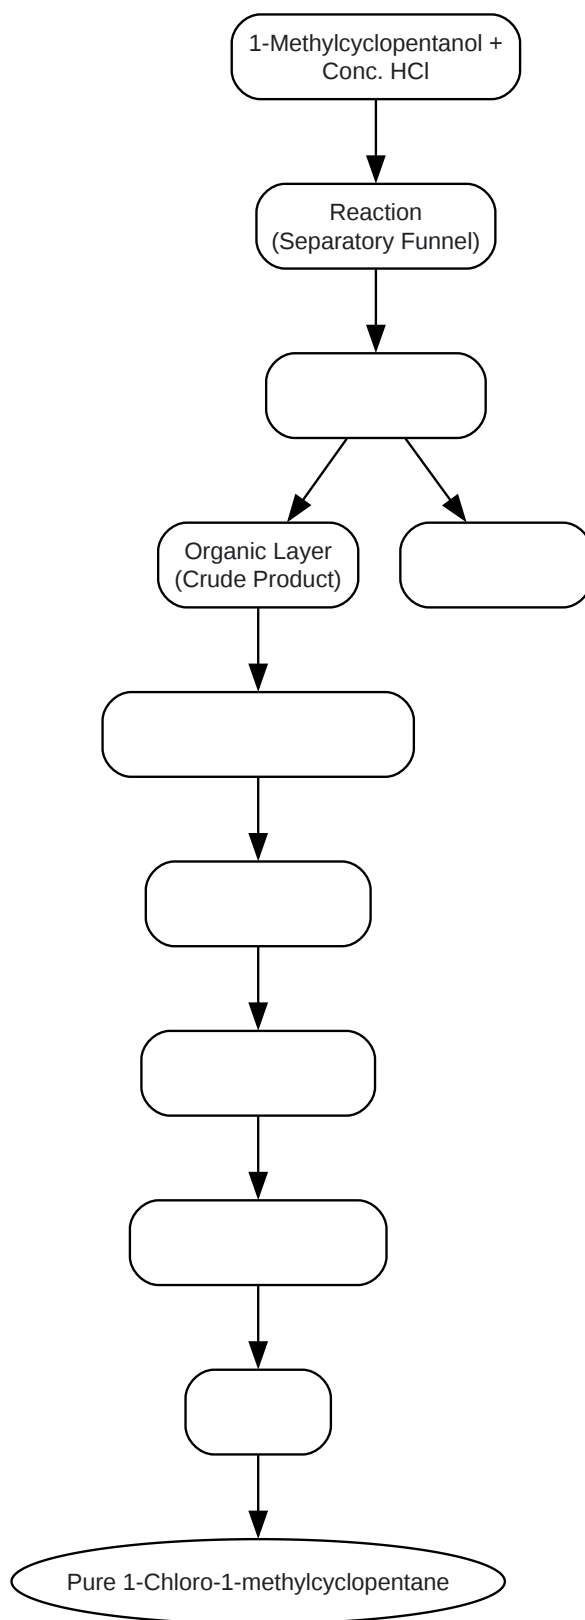 1-Methylcyclopentanol +
Conc. HCl
Reaction
(Separatory Funnel)
Organic Layer
(Crude Product)
Pure 1-Chloro-1-methylcyclopentane